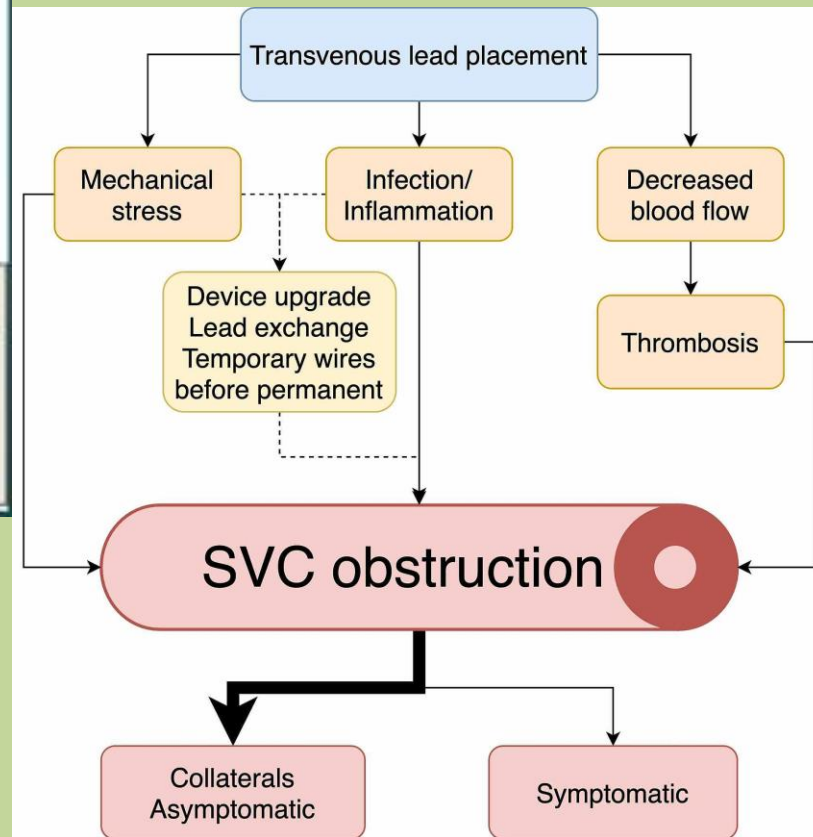 Transvenous lead placement
Mechanical
stress
Infection/
Inflammation
Decreased
blood flow
Device upgrade
Lead exchange
Temporary wires
before permanent
Thrombosis
SVC obstruction
Collaterals
Asymptomatic
Symptomatic